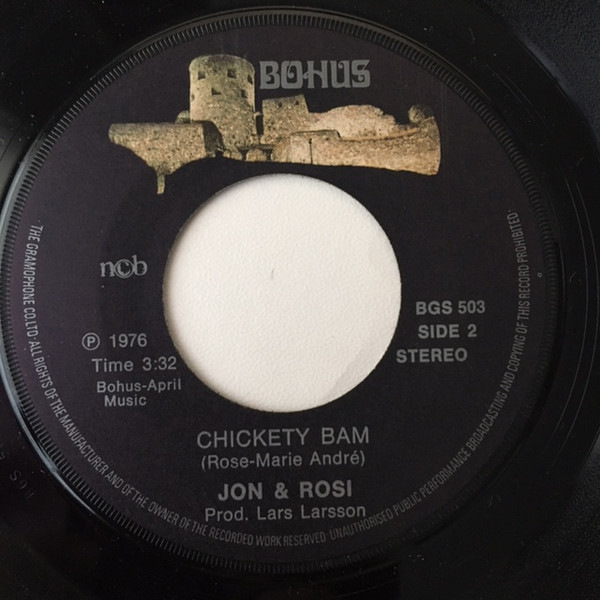 BOHUS
ncb
BGS 503
SIDE 2
STEREO
℗ 1976
Time 3:32
Bohus-April
Music
CHICKETY BAM
(Rose-Marie André)
JON & ROSI
Prod. Lars Larsson
THE GRAMOPHONE CO. LTD. ALL RIGHTS OF THE MANUFACTURER AND OF THE OWNER OF THE RECORDED WORK RESERVED UNAUTHORISED PUBLIC PERFORMANCE BROADCASTING AND COPYING OF THIS RECORD PROHIBITED